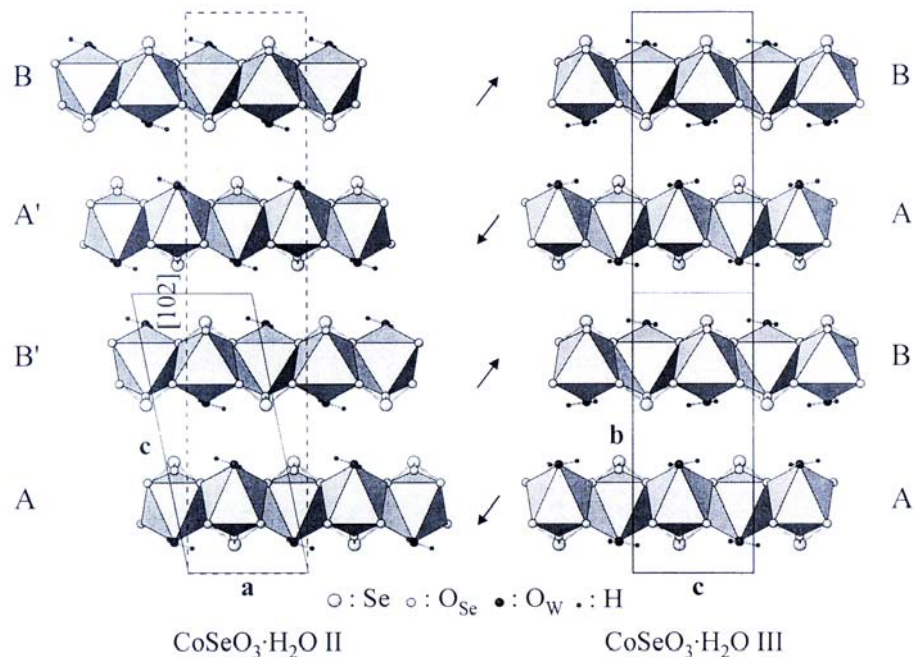 B B
A' A
[102]
B' B
c b
A A
a c
: Se : O_Se : O_W : H
CoSeO₃·H₂O II CoSeO₃·H₂O III